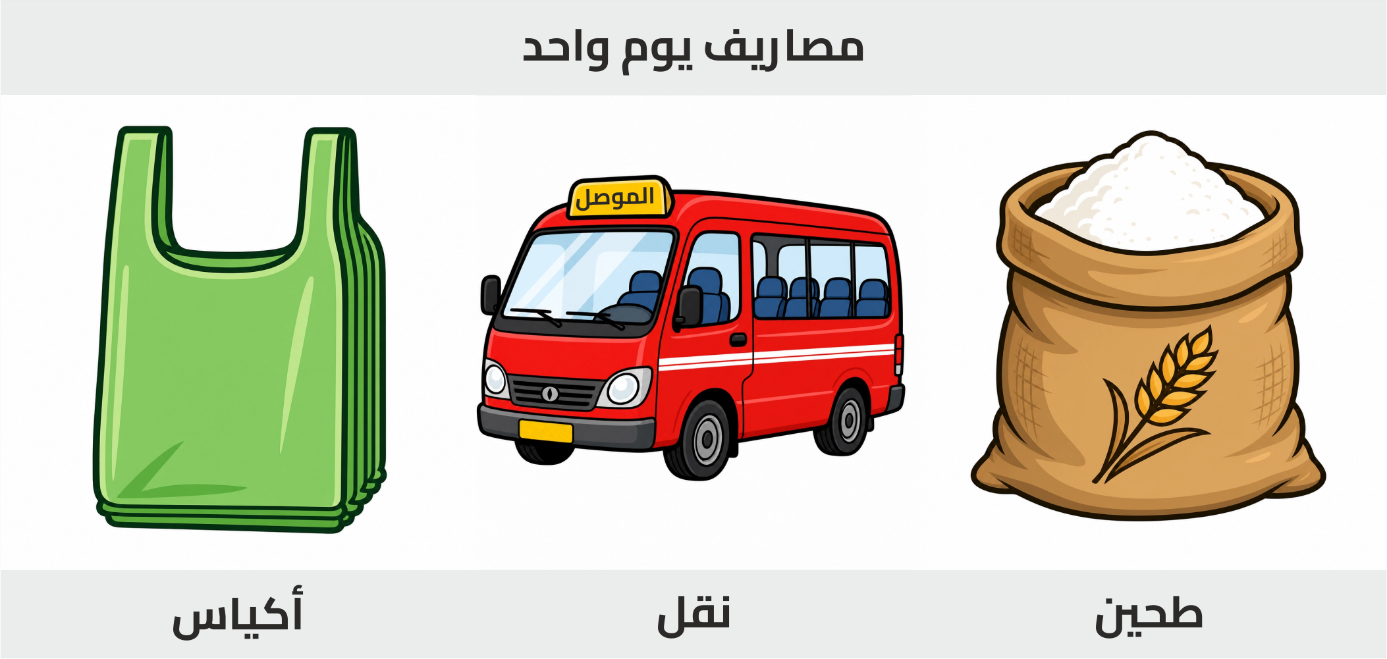 مصاريف يوم واحد
الموصل
طحين
نقل
أكياس